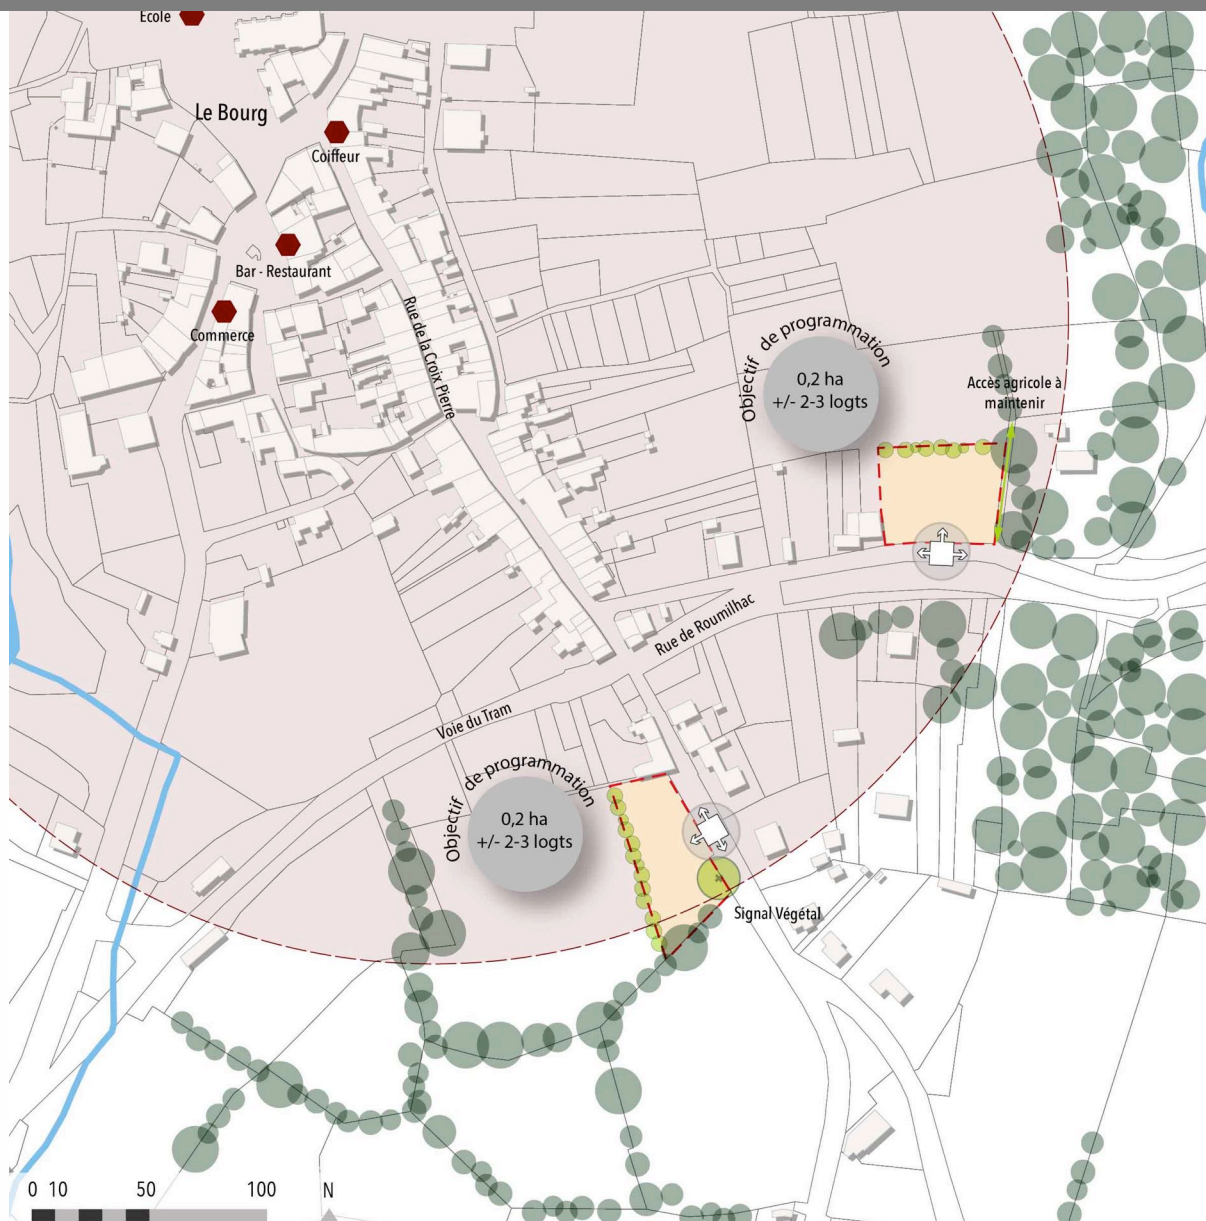 Ecole
Le Bourg
Coiffeur
Bar - Restaurant
Commerce
Rue de la Croix Pierre
Objectif de programmation
0,2 ha
+/- 2-3 logts
Accès agricole à
maintenir
Rue de Roumilhac
Voie du Tram
Objectif de programmation
0,2 ha
+/- 2-3 logts
Signal Végétal
0 10 50 100 N